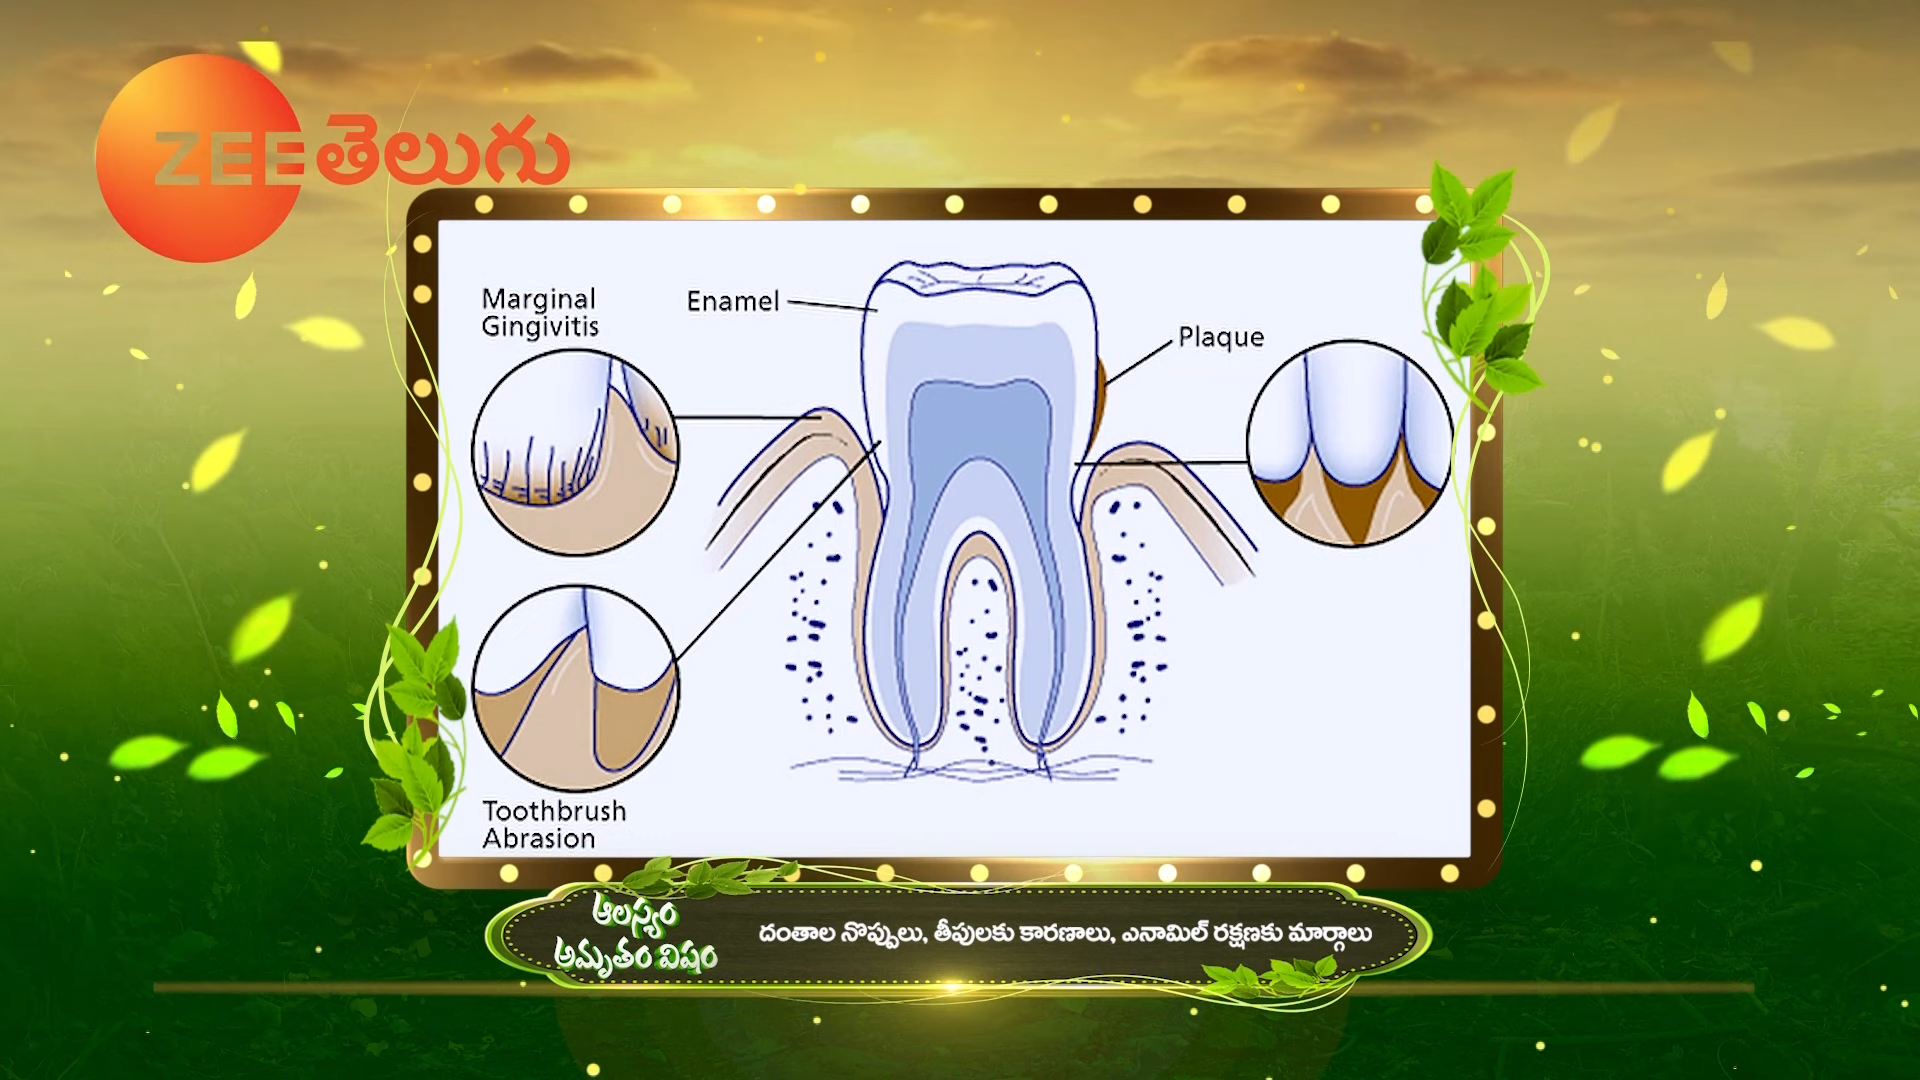 ZEE తెలుగు
Marginal
Gingivitis
Enamel
Plaque
Toothbrush
Abrasion
ఆలస్యం
అమృతం విషం
దంతాల నొప్పులు, తీపులకు కారణాలు, ఎనామిల్ రక్షణకు మార్గాలు